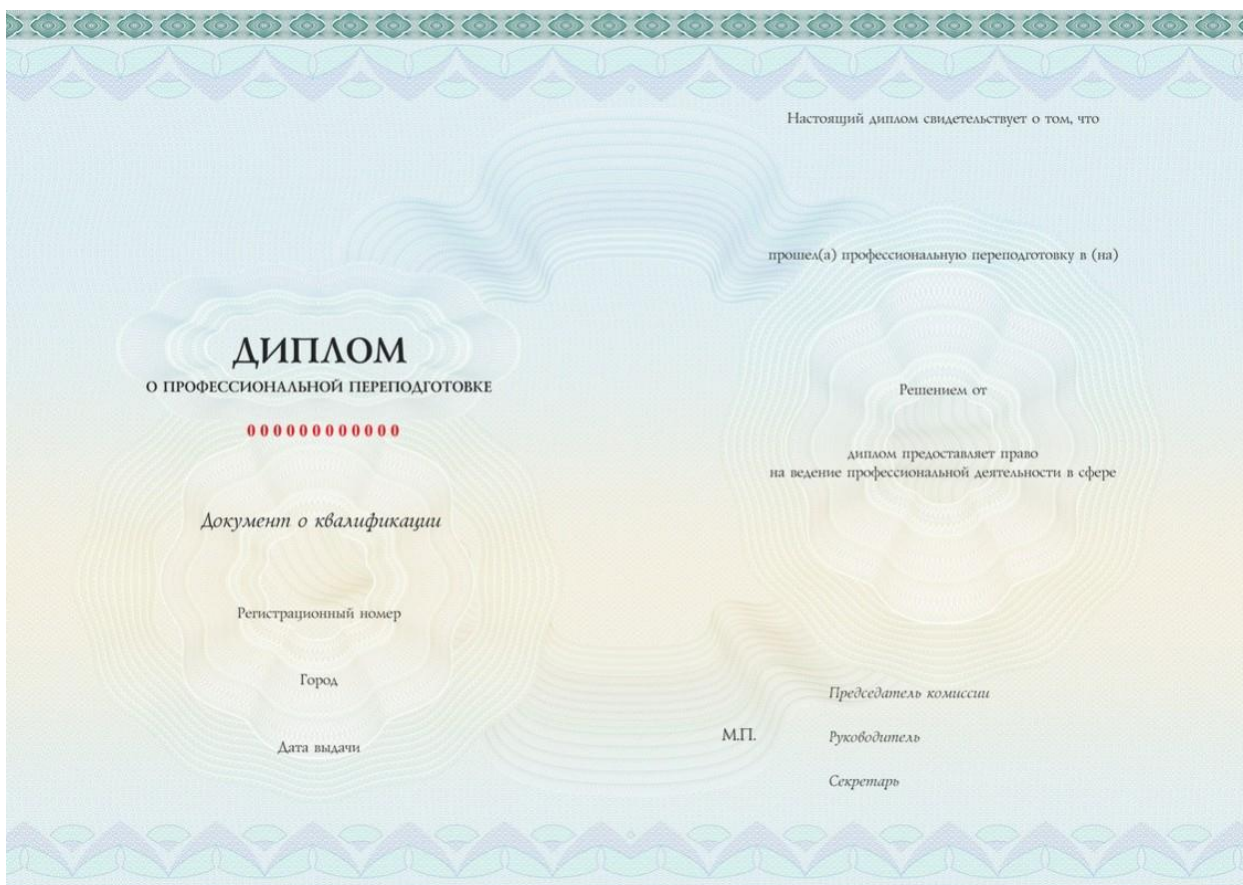 ДИПЛОМ
О ПРОФЕССИОНАЛЬНОЙ ПЕРЕПОДГОТОВКЕ
000000000000
Документ о квалификации
Регистрационный номер
Город
Дата выдачи
Настоящий диплом свидетельствует о том, что
прошел(а) профессиональную переподготовку в (на)
Решением от
диплом предоставляет право
на ведение профессиональной деятельности в сфере
Председатель комиссии
М.П. Руководитель
Секретарь